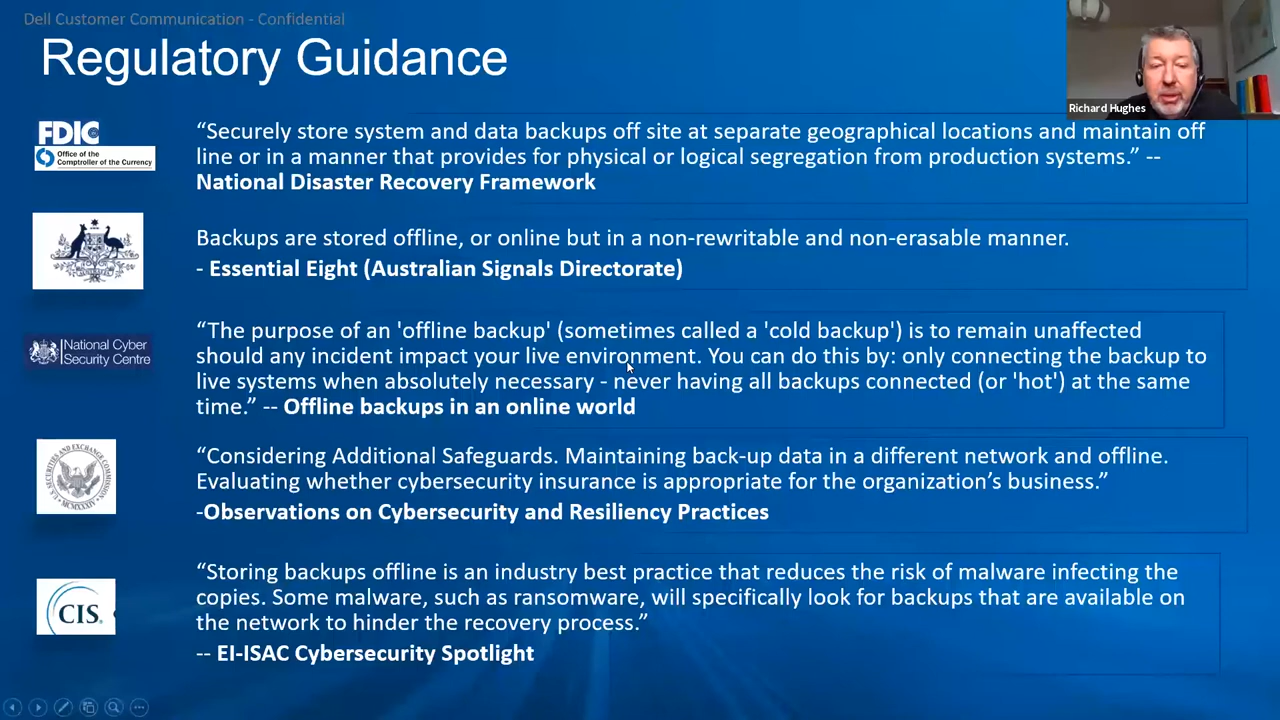 Dell Customer Communication - Confidential
Regulatory Guidance
Richard Hughes
FDIC
Office of the
Comptroller of the Currency
“Securely store system and data backups off site at separate geographical locations and maintain off
line or in a manner that provides for physical or logical segregation from production systems.” --
National Disaster Recovery Framework
Backups are stored offline, or online but in a non-rewritable and non-erasable manner.
- Essential Eight (Australian Signals Directorate)
National Cyber
Security Centre
“The purpose of an 'offline backup' (sometimes called a 'cold backup') is to remain unaffected
should any incident impact your live environment. You can do this by: only connecting the backup to
live systems when absolutely necessary - never having all backups connected (or 'hot') at the same
time.” -- Offline backups in an online world
U.S. SECURITIES AND EXCHANGE COMMISSION
MCMXXXIV
“Considering Additional Safeguards. Maintaining back-up data in a different network and offline.
Evaluating whether cybersecurity insurance is appropriate for the organization’s business.”
-Observations on Cybersecurity and Resiliency Practices
CIS.
“Storing backups offline is an industry best practice that reduces the risk of malware infecting the
copies. Some malware, such as ransomware, will specifically look for backups that are available on
the network to hinder the recovery process.”
-- EI-ISAC Cybersecurity Spotlight